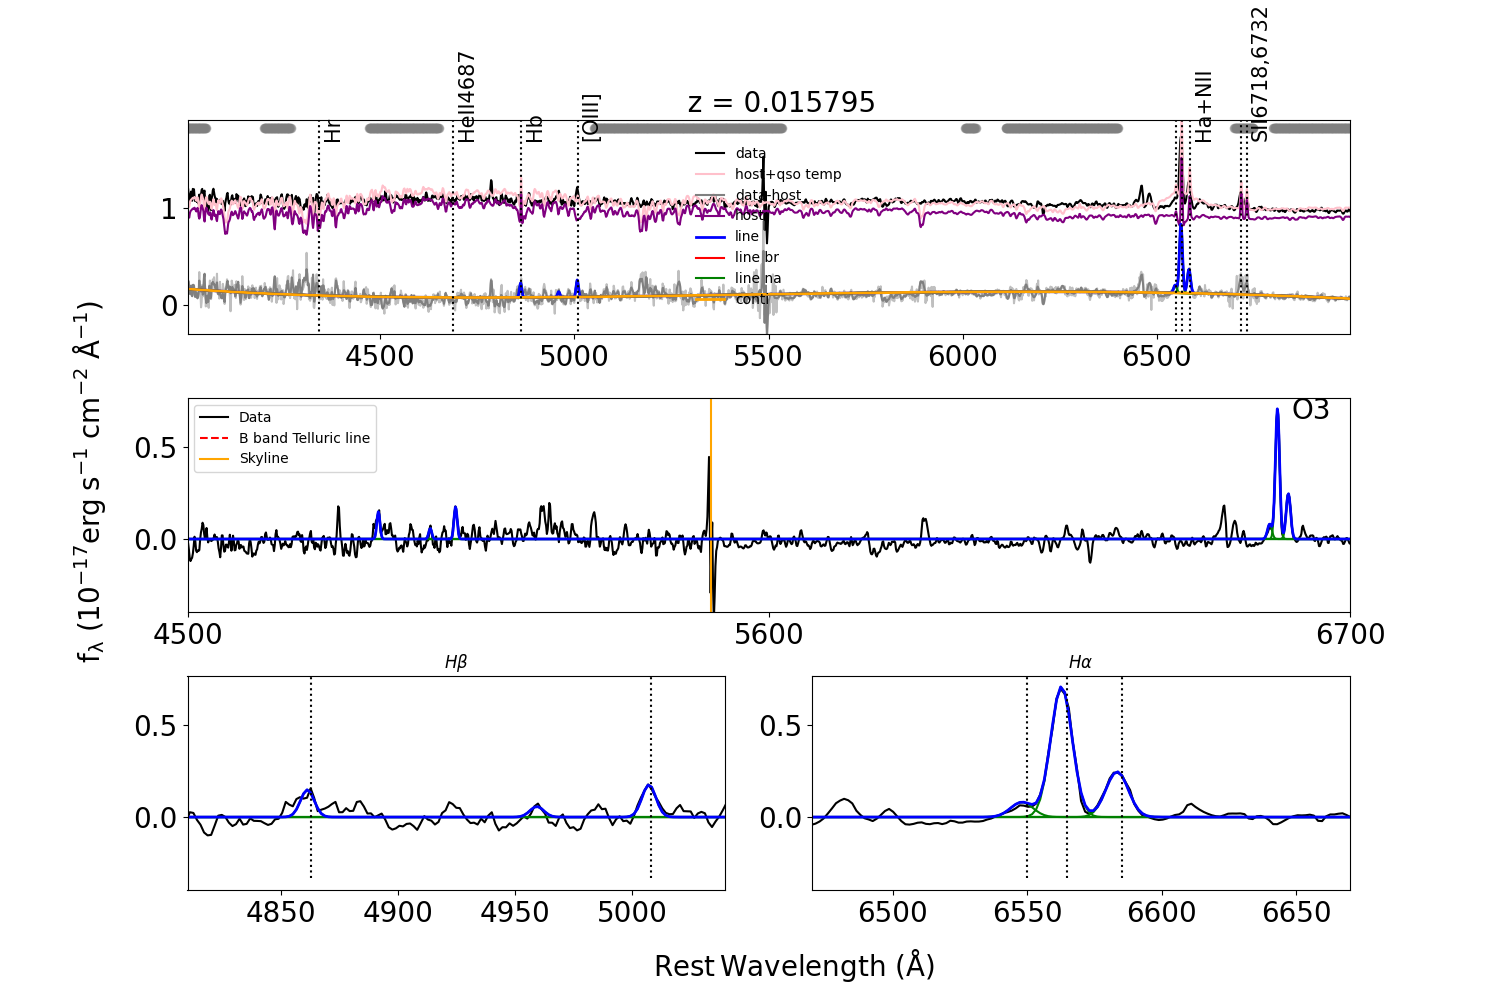 z = 0.015795
Hr
HeII4687
Hb
[OIII]
Ha+NII
SII6718,6732
data
host+qso temp
data-host
host
line
line br
line na
conti
1
0
4500
5000
5500
6000
6500
fλ (10⁻¹⁷erg s⁻¹ cm⁻² Å⁻¹)
Data
B band Telluric line
Skyline
O3
0.5
0.0
4500
5600
6700
Hβ
0.5
0.0
4850
4900
4950
5000
Hα
0.5
0.0
6500
6550
6600
6650
Rest Wavelength (Å)